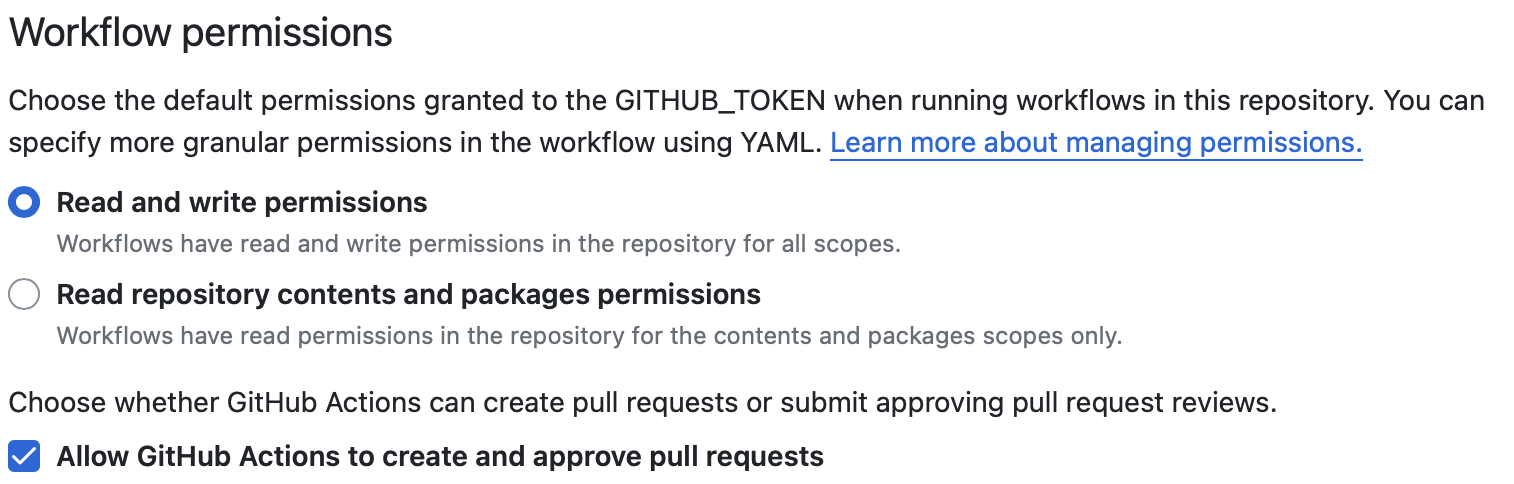 Workflow permissions
Choose the default permissions granted to the GITHUB_TOKEN when running workflows in this repository. You can
specify more granular permissions in the workflow using YAML. Learn more about managing permissions.
Read and write permissions
Workflows have read and write permissions in the repository for all scopes.
Read repository contents and packages permissions
Workflows have read permissions in the repository for the contents and packages scopes only.
Choose whether GitHub Actions can create pull requests or submit approving pull request reviews.
Allow GitHub Actions to create and approve pull requests